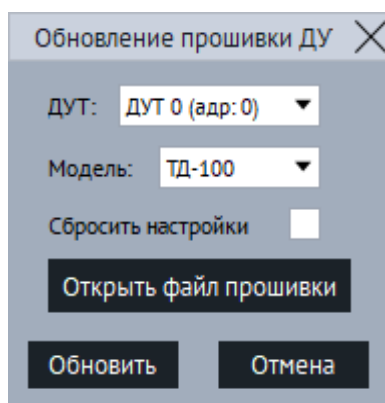 Обновление прошивки ДУ
ДУТ: ДУТ 0 (адр: 0)
Модель: ТД-100
Сбросить настройки
Открыть файл прошивки
Обновить Отмена